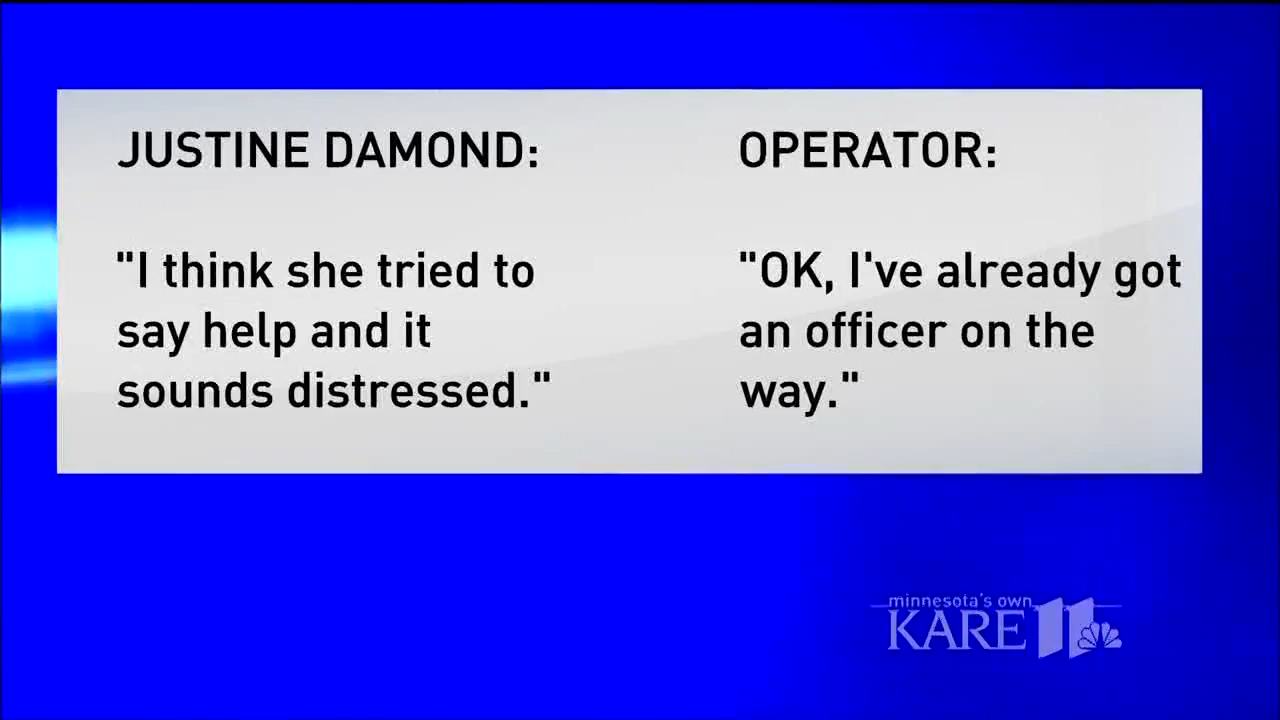 JUSTINE DAMOND:
"I think she tried to
say help and it
sounds distressed."
OPERATOR:
"OK, I've already got
an officer on the
way."
minnesota's own
KARE 11